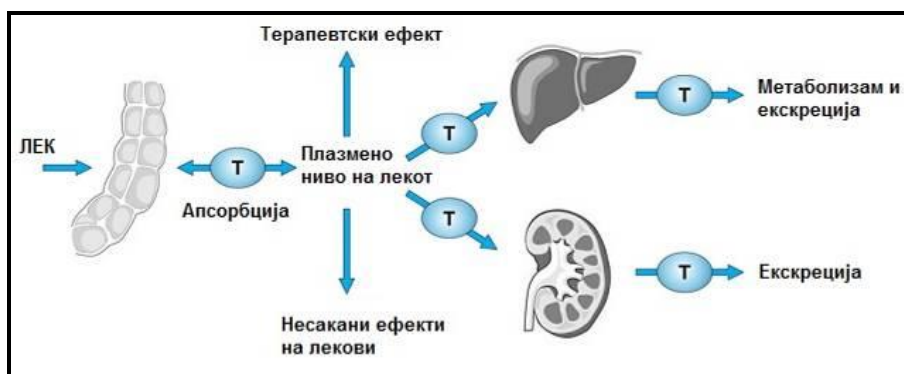 Терапевтски ефект
ЛЕК
Т
Апсорбција
Плазмено
ниво на лекот
Т
Т
Т
Метаболизам и
екскреција
Т
Екскреција
Несакани ефекти
на лекови